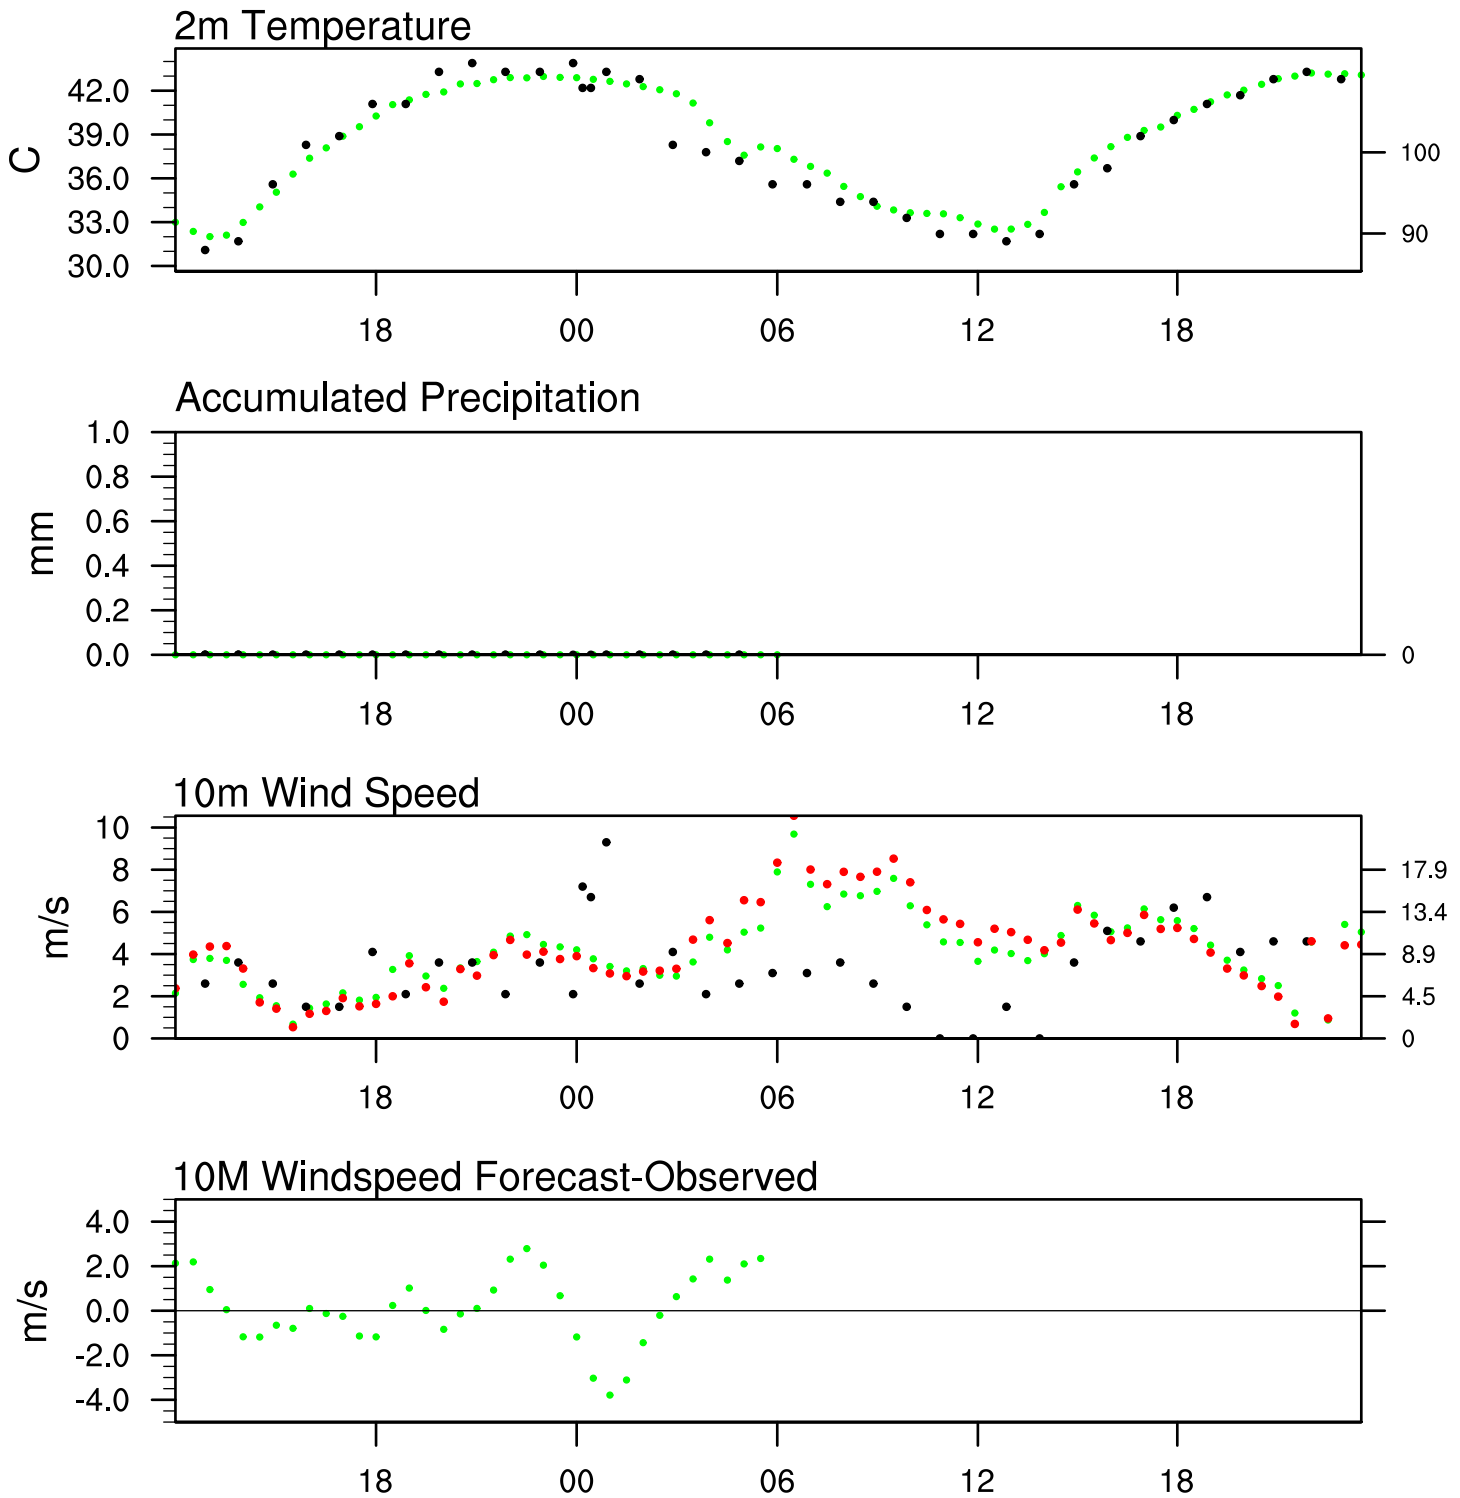 2m Temperature
C
42.0
39.0
36.0
33.0
30.0
100
90
18 00 06 12 18
Accumulated Precipitation
mm
1.0
0.8
0.6
0.4
0.2
0.0
0
18 00 06 12 18
10m Wind Speed
m/s
10
8
6
4
2
0
17.9
13.4
8.9
4.5
0
18 00 06 12 18
10M Windspeed Forecast-Observed
m/s
4.0
2.0
0.0
-2.0
-4.0
18 00 06 12 18